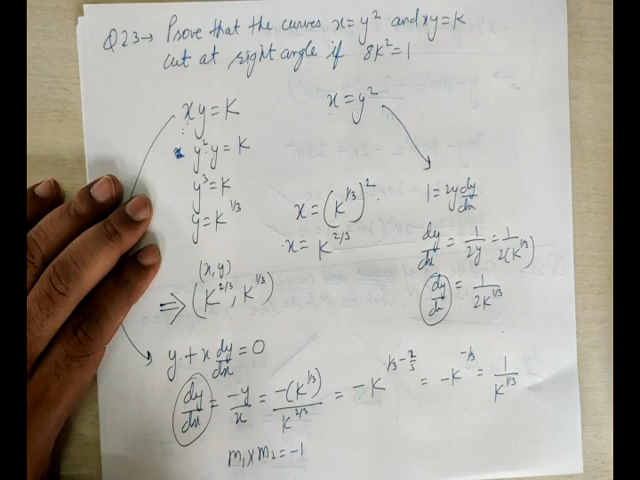 Q23→ Prove that the curves x = y² and xy = K
cut at right angle if 8K² = 1
xy = K
x = y²
y²·y = K
y³ = K
y = K^(1/3)
x = (K^(1/3))²
x = K^(2/3)
1 = 2y dy/dx
dy/dx = 1/2y = 1/2(K^(1/3))
dy/dx = 1/2K^(1/3)
(x, y)
⇒ (K^(2/3), K^(1/3))
y + x dy/dx = 0
dy/dx = -y/x = -(K^(1/3))/K^(2/3) = -K^(1/3 - 2/3) = -K^(-1/3) = 1/K^(1/3)
m₁ x m₂ = -1